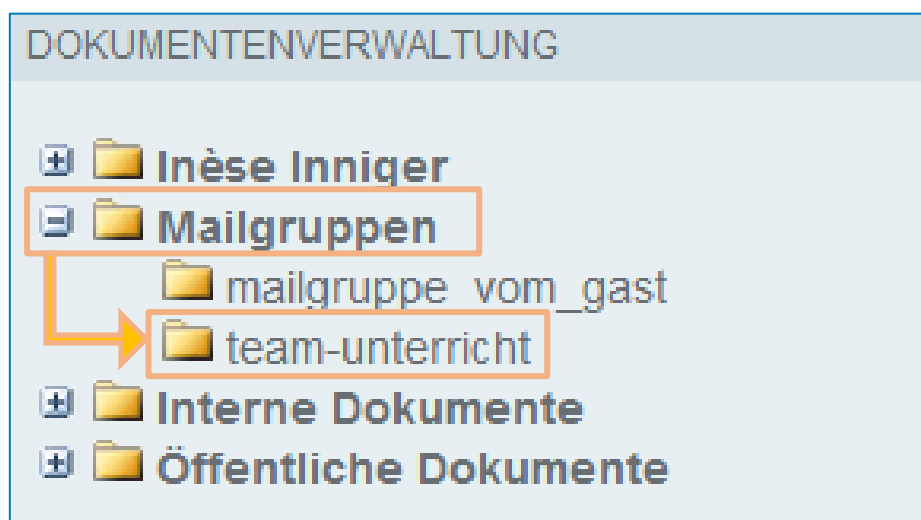 DOKUMENTENVERWALTUNG
Inèse Inniger
Mailgruppen
mailgruppe_vom_gast
team-unterricht
Interne Dokumente
Öffentliche Dokumente